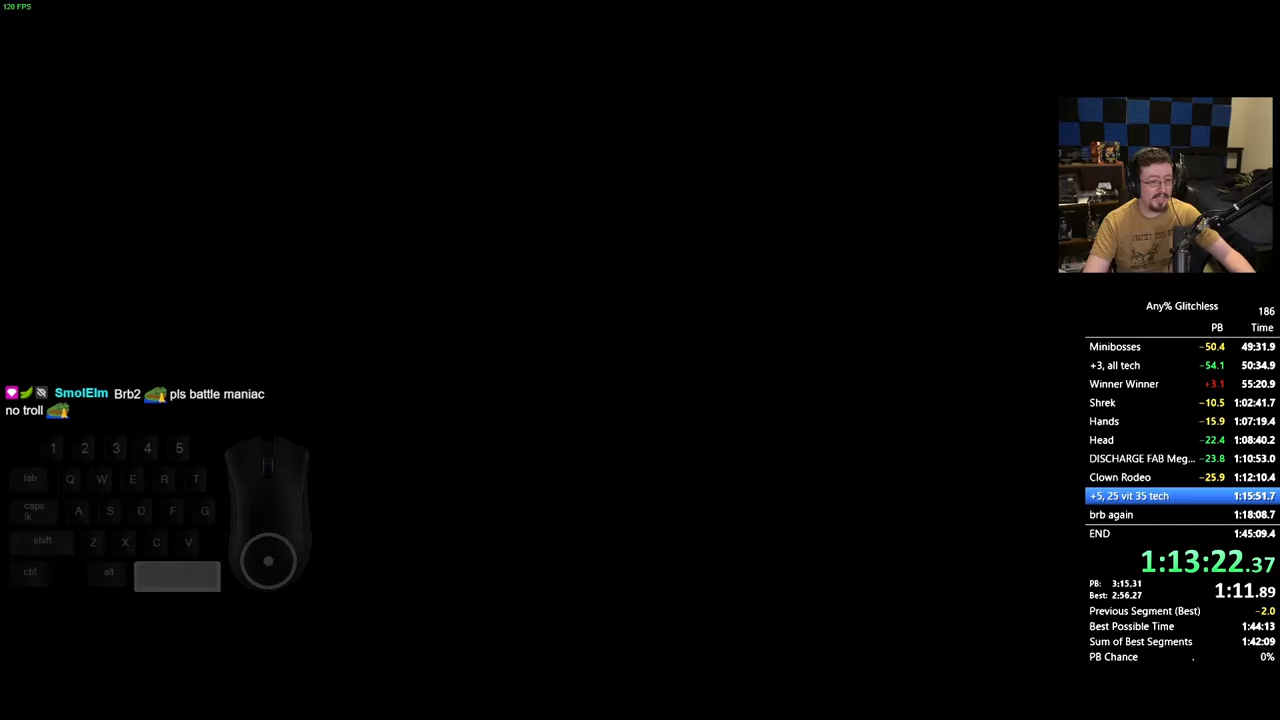 120 FPS
Any% Glitchless
186
PB Time
Minibosses -50.4 49:31.9
+3, all tech -54.1 50:34.9
Winner Winner +3.1 55:20.9
Shrek -10.5 1:02:41.7
Hands -15.9 1:07:19.4
Head -22.4 1:08:40.2
DISCHARGE FAB Meg... -23.8 1:10:53.0
Clown Rodeo -25.9 1:12:10.4
+5, 25 vit 35 tech 1:15:51.7
brb again 1:18:08.7
END 1:45:09.4
1:13:22.37
PB: 3:15.31
Best: 2:56.27
1:11.89
Previous Segment (Best) -2.0
Best Possible Time 1:44:13
Sum of Best Segments 1:42:09
PB Chance 0%
SmolElm Brb2 pls battle maniac
no troll
1 2 3 4 5
tab Q W E R T
caps lk A S D F G
shift Z X C V
ctrl alt